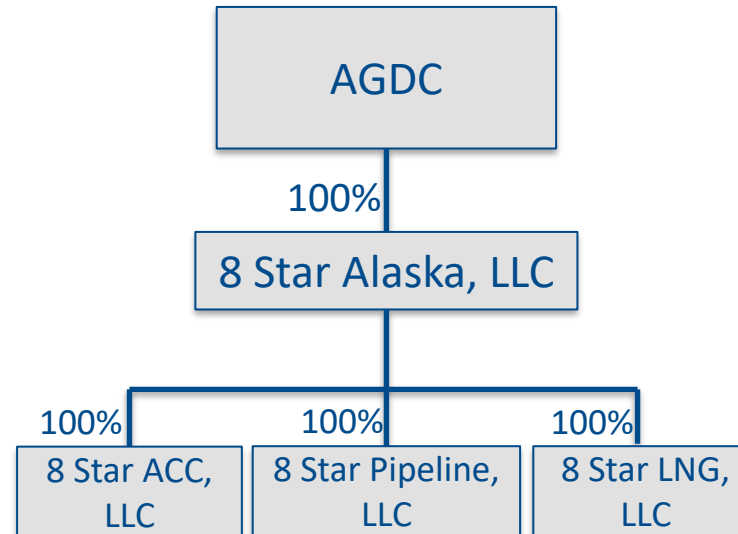 AGDC
100%
8 Star Alaska, LLC
100%
100%
100%
8 Star ACC,
LLC
8 Star Pipeline,
LLC
8 Star LNG,
LLC